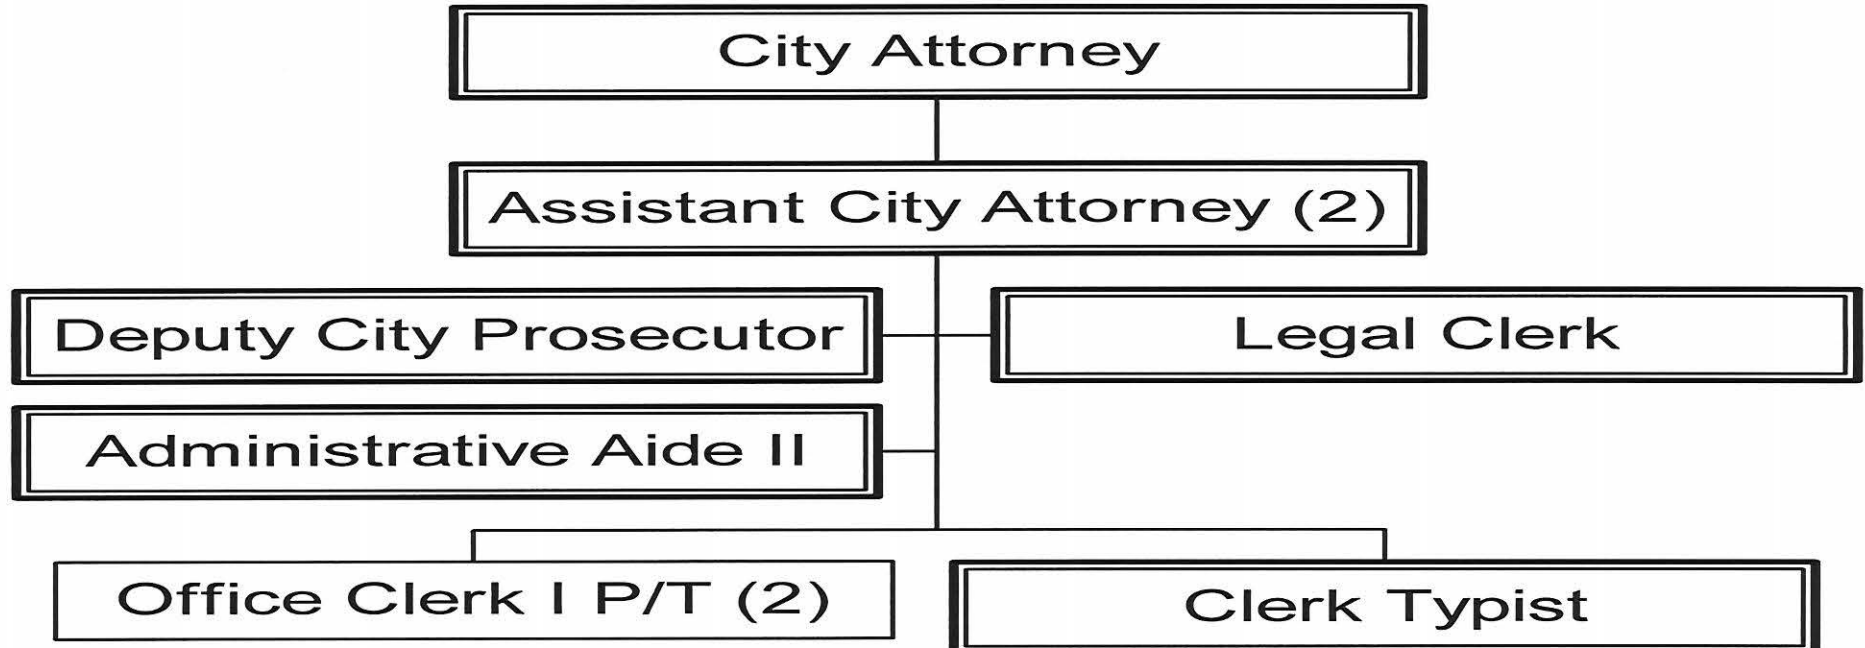 City Attorney
Assistant City Attorney (2)
Deputy City Prosecutor
Legal Clerk
Administrative Aide II
Office Clerk I P/T (2)
Clerk Typist